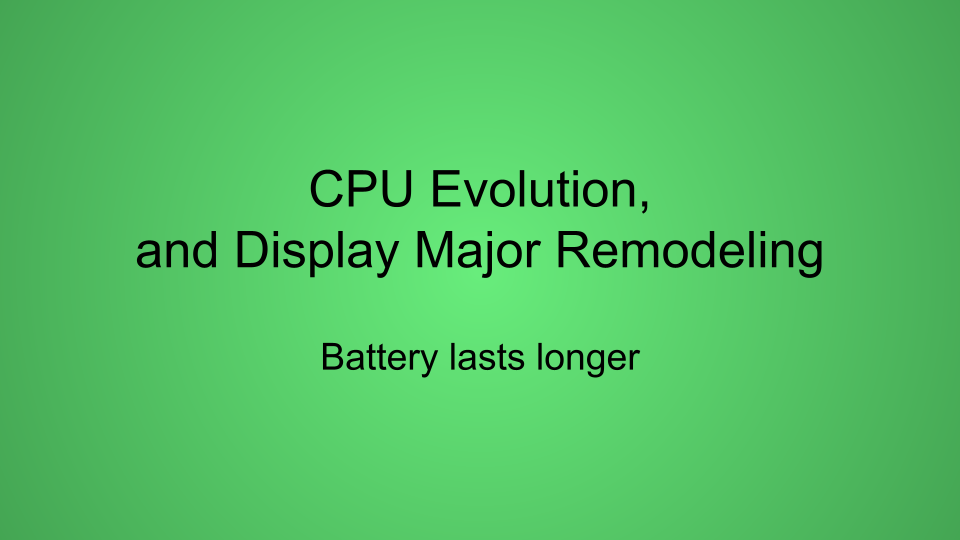 CPU Evolution,
and Display Major Remodeling
Battery lasts longer